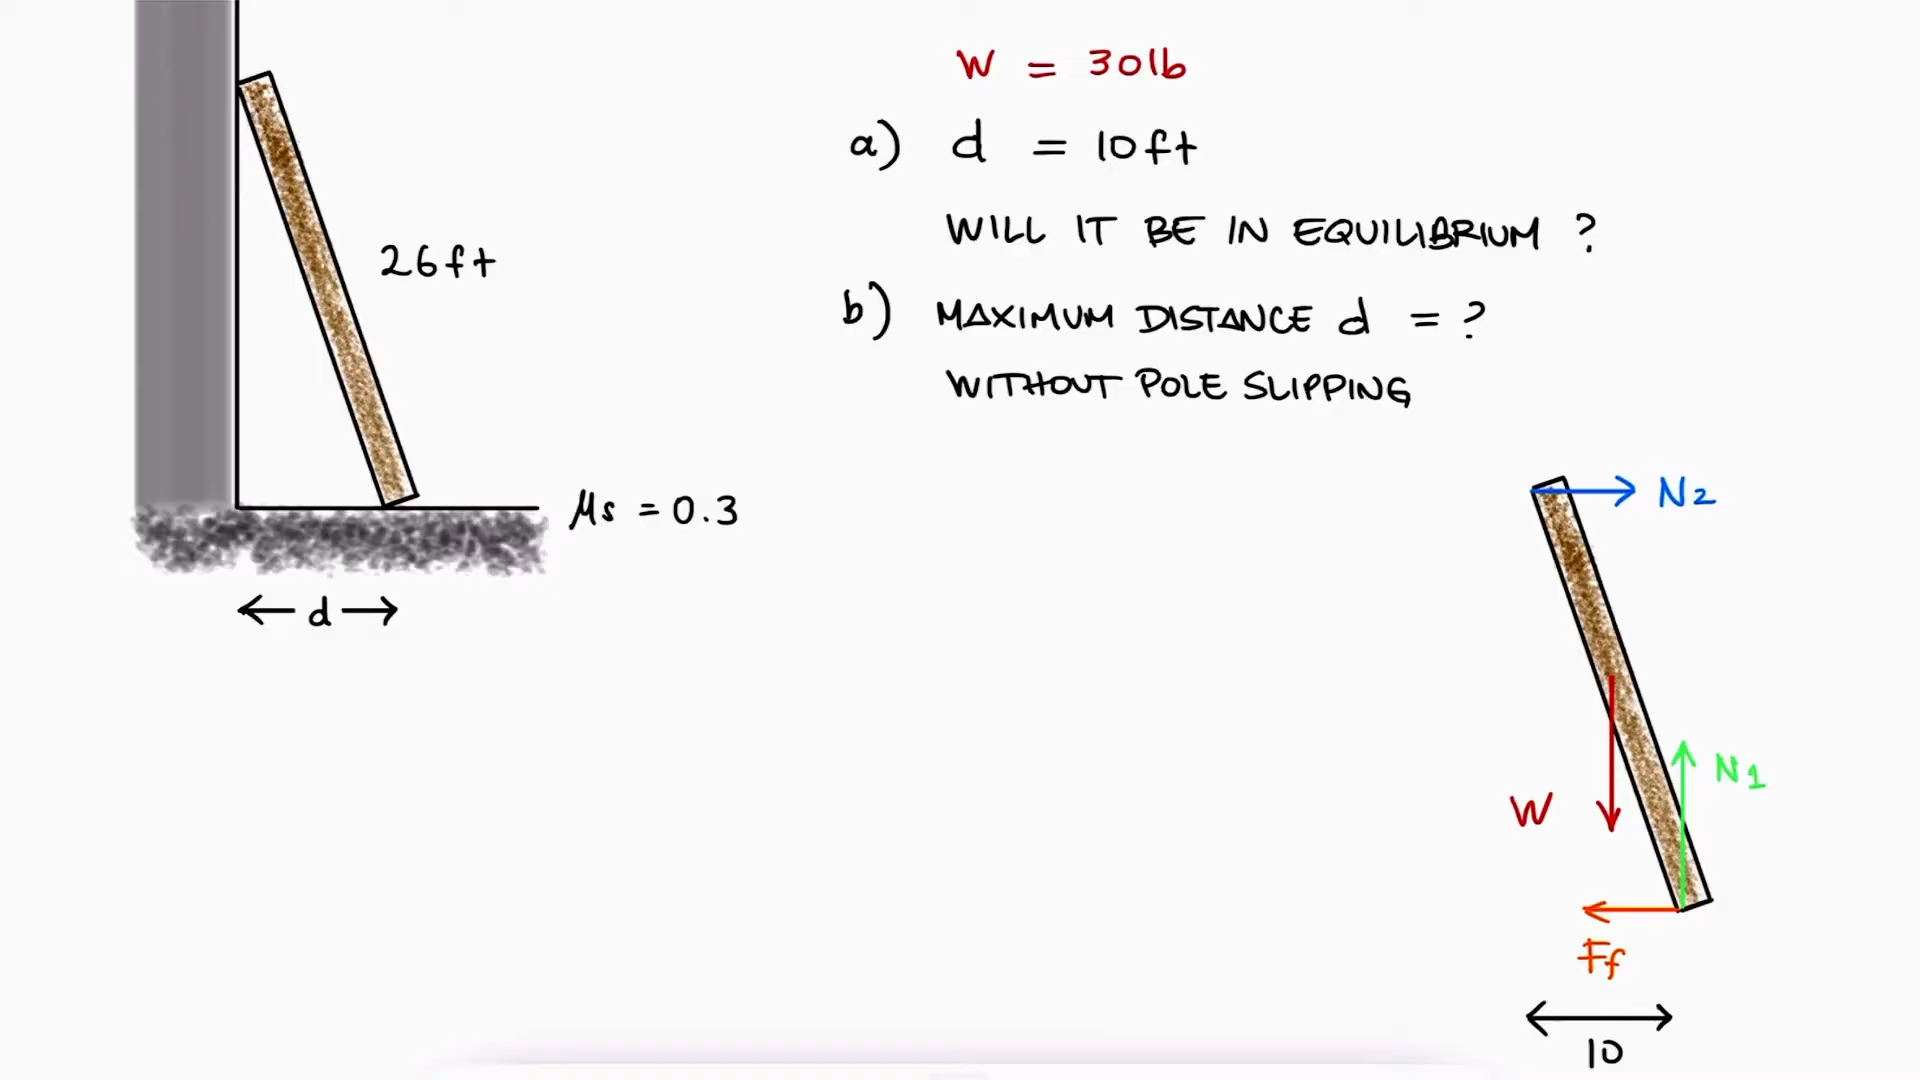 W = 30lb
a) d = 10ft
WILL IT BE IN EQUILIBRIUM ?
26ft
b) MAXIMUM DISTANCE d = ?
WITHOUT POLE SLIPPING
μs = 0.3
d
N2
N1
W
Ff
10